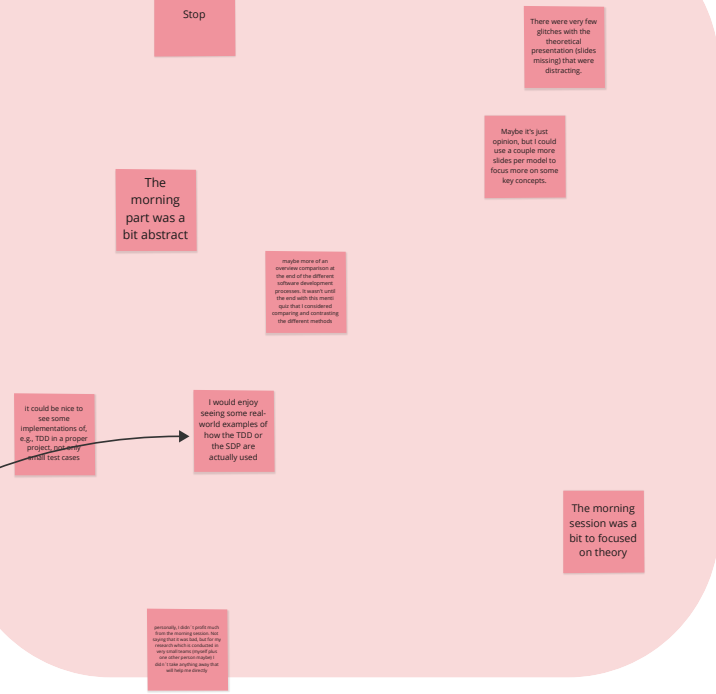 Stop
There were very few
glitches with the
theoretical
presentation (slides
missing) that were
distracting.
Maybe it's just
opinion, but I could
use a couple more
slides per model to
focus more on some
key concepts.
The
morning
part was a
bit abstract
maybe more of an
overview comparison at
the end of the different
software development
processes. It wasn't until
the end with this menti
quiz that I considered
comparing and contrasting
the different methods
it could be nice to
see some
implementations of,
e.g., TDD in a proper
project, not only
small test cases
I would enjoy
seeing some real-
world examples of
how the TDD or
the SDP are
actually used
The morning
session was a
bit to focused
on theory
personally, I didn´t profit much
from the morning session. Not
saying that it was bad, but for my
research which is conducted in
very small teams (myself plus
one other person maybe) I
didn´t take anything away that
will help me directly